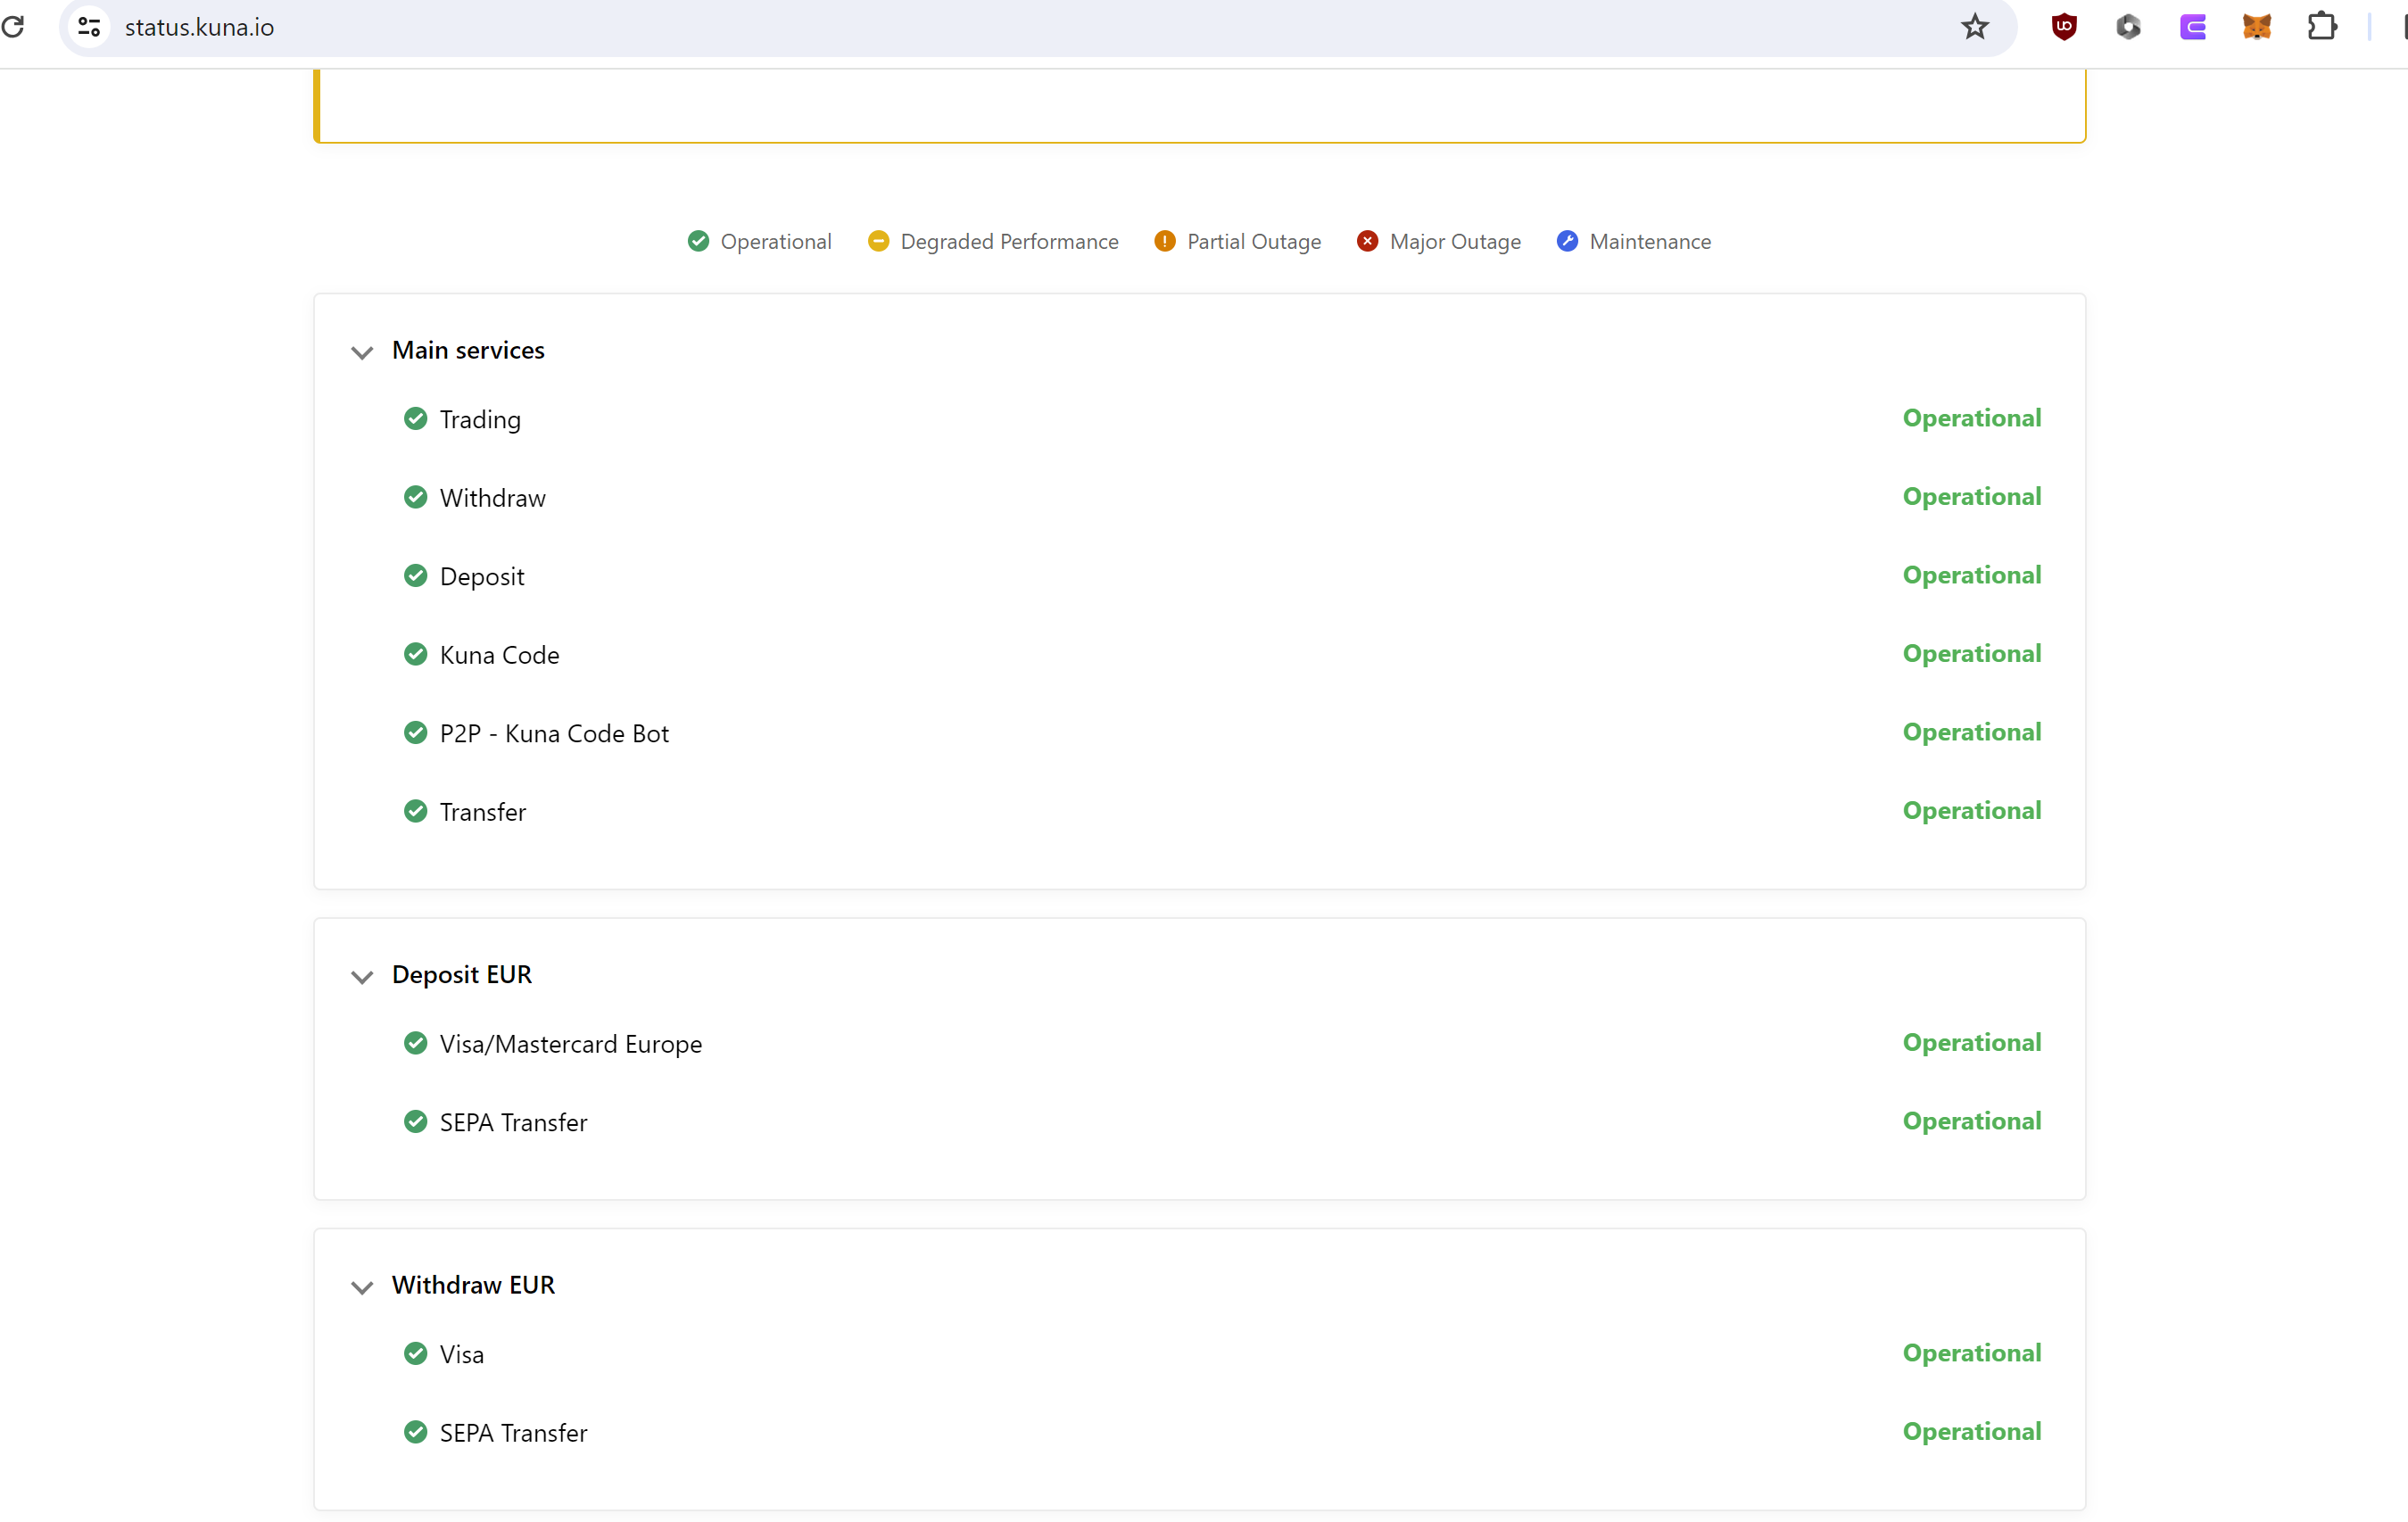 status.kuna.io
Operational Degraded Performance Partial Outage Major Outage Maintenance
Main services
Trading Operational
Withdraw Operational
Deposit Operational
Kuna Code Operational
P2P - Kuna Code Bot Operational
Transfer Operational
Deposit EUR
Visa/Mastercard Europe Operational
SEPA Transfer Operational
Withdraw EUR
Visa Operational
SEPA Transfer Operational